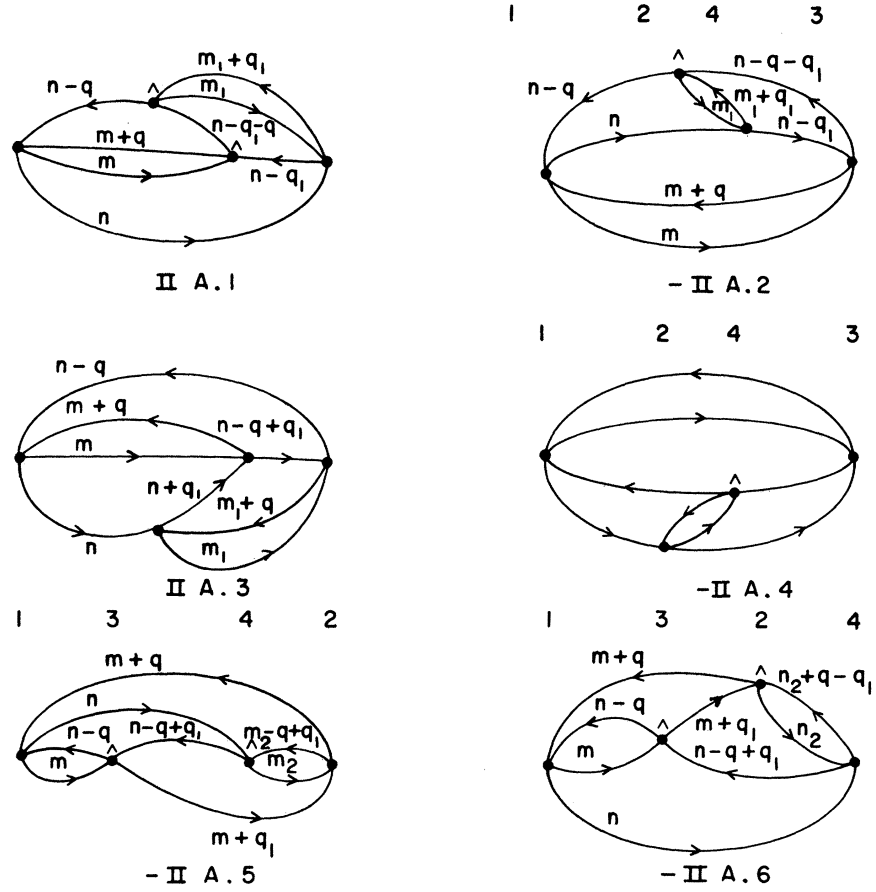 1 2 4 3
n-q ^ m₁+q₁ m₁ n-q₁-q m+q ^ m n-q₁ n
n-q ^ n-q-q₁ m₁ m₁+q₁ n n-q₁ m+q m
II A.1
-II A.2
1 2 4 3
n-q m+q m n-q+q₁ n+q₁ m₁+q n m₁
^
II A.3
-II A.4
1 3 4 2
1 3 2 4
m+q n n-q ^ n-q+q₁ ^ m₂-q+q₁ m m₂ m+q₁
m+q ^ n₂+q-q₁ n-q m+q₁ n₂ ^ m n-q+q₁ n
-II A.5
-II A.6